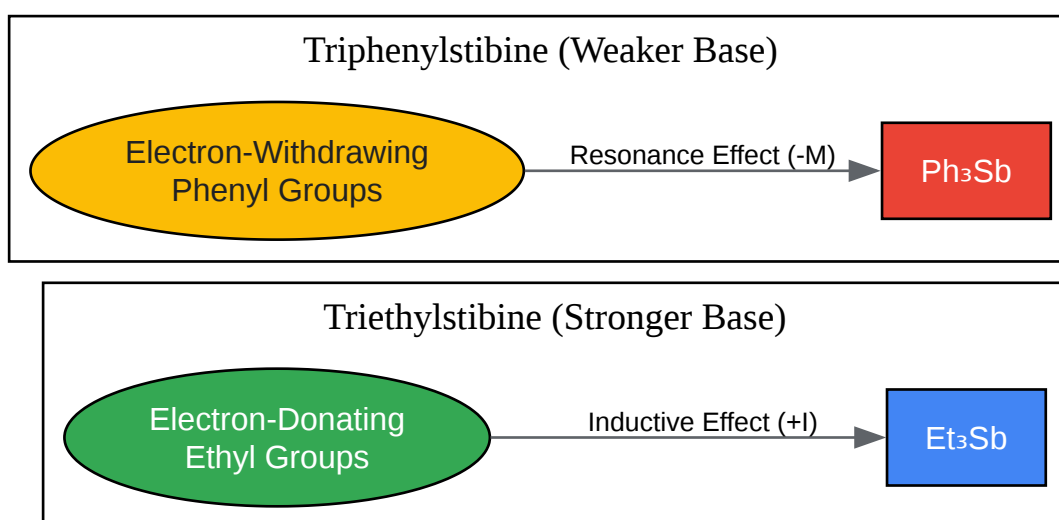 Triphenylstibine (Weaker Base)
Electron-Withdrawing
Phenyl Groups
Resonance Effect (-M)
Ph₃Sb
Triethylstibine (Stronger Base)
Electron-Donating
Ethyl Groups
Inductive Effect (+I)
Et₃Sb